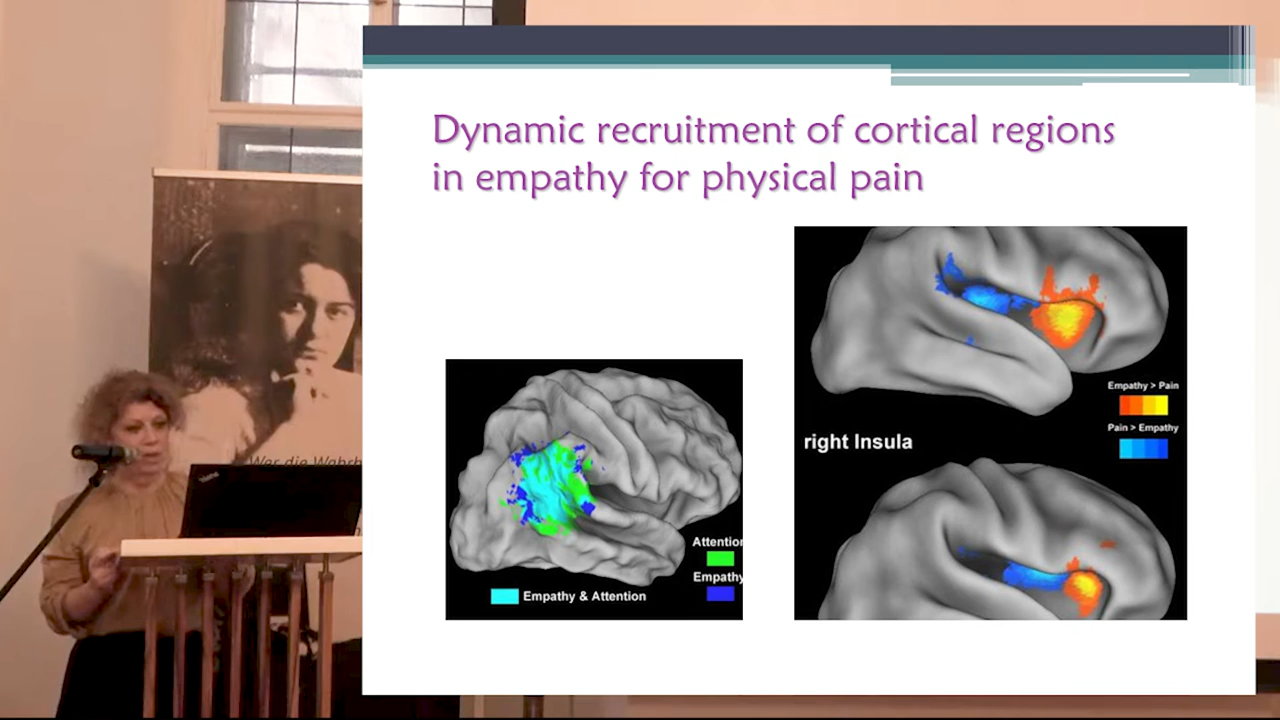 Dynamic recruitment of cortical regions
in empathy for physical pain
Wer die Wahrh
Attention
Empathy
Empathy & Attention
Empathy > Pain
Pain > Empathy
right Insula